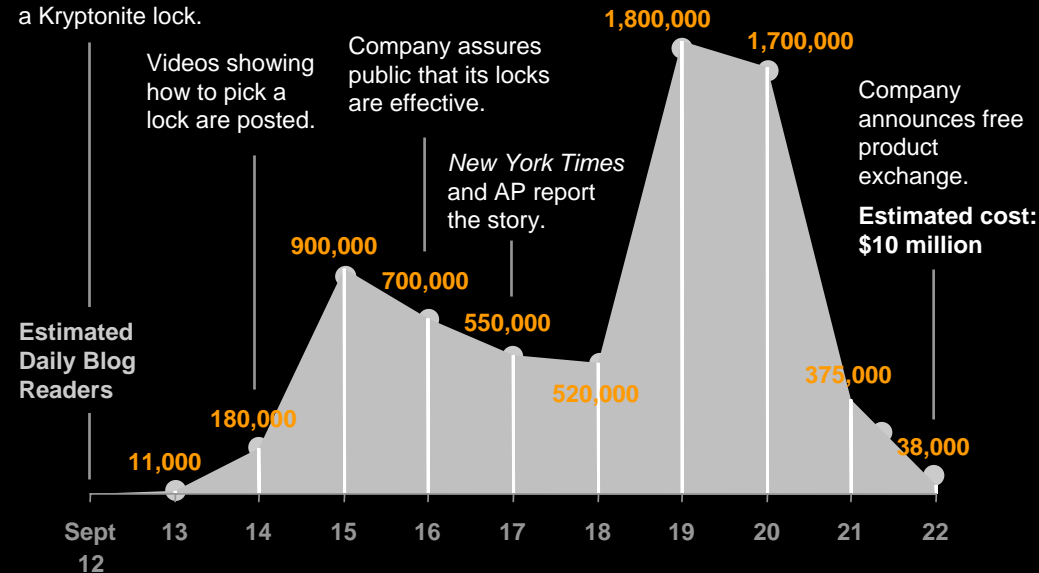 a Kryptonite lock.
Videos showing
how to pick a
lock are posted.
Company assures
public that its locks
are effective.
New York Times
and AP report
the story.
Company
announces free
product
exchange.
Estimated cost:
$10 million
Estimated
Daily Blog
Readers
11,000
180,000
900,000
700,000
550,000
520,000
1,800,000
1,700,000
375,000
38,000
Sept
12
13
14
15
16
17
18
19
20
21
22